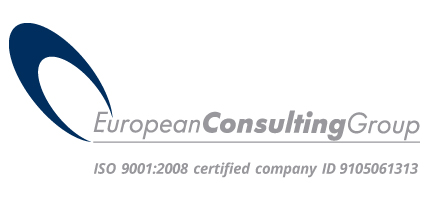 EuropeanConsultingGroup
ISO 9001:2008 certified company ID 9105061313